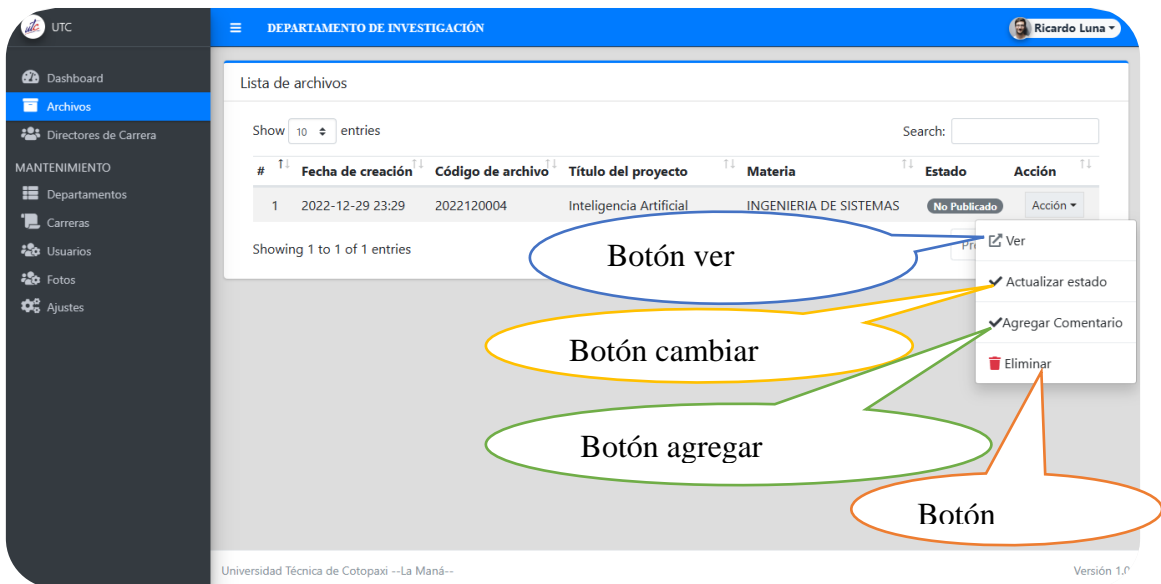 utc UTC
DEPARTAMENTO DE INVESTIGACIÓN
Ricardo Luna
Dashboard
Archivos
Directores de Carrera
MANTENIMIENTO
Departamentos
Carreras
Usuarios
Fotos
Ajustes
Lista de archivos
Show 10 entries
Search:
# Fecha de creación Código de archivo Título del proyecto Materia Estado Acción
1 2022-12-29 23:29 2022120004 Inteligencia Artificial INGENIERIA DE SISTEMAS No Publicado Acción
Showing 1 to 1 of 1 entries
Ver
Actualizar estado
Agregar Comentario
Eliminar
Botón ver
Botón cambiar
Botón agregar
Botón
Universidad Técnica de Cotopaxi --La Maná--
Versión 1.0